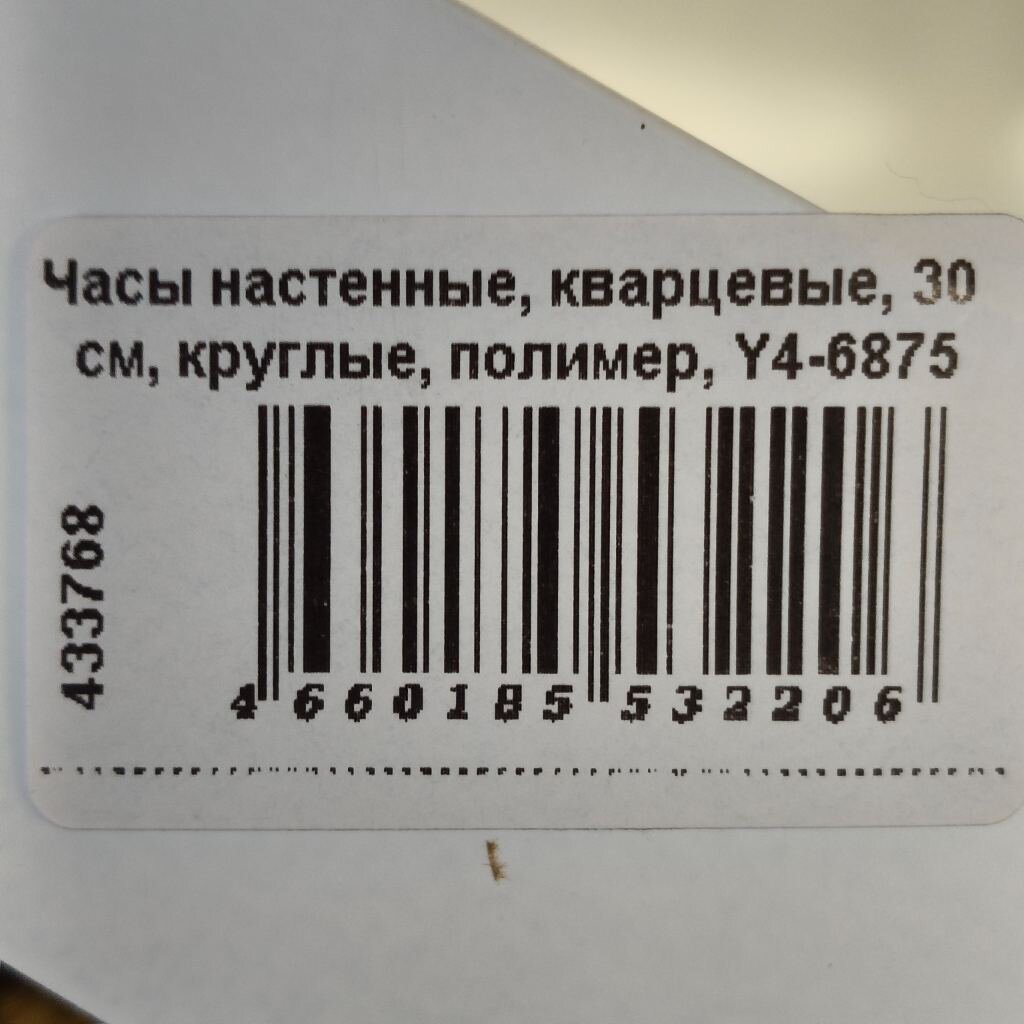 Часы настенные, кварцевые, 30
см, круглые, полимер, Y4-6875
433768
4 660185 532206